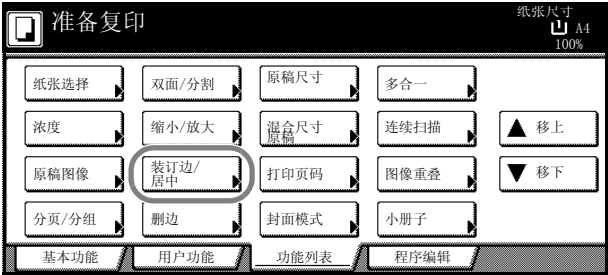 准备复印
纸张尺寸
A4
100%
纸张选择
双面/分割
原稿尺寸
多合一
浓度
缩小/放大
混合尺寸
原稿
连续扫描
移上
原稿图像
装订边/
居中
打印页码
图像重叠
移下
分页/分组
删边
封面模式
小册子
基本功能
用户功能
功能列表
程序编辑